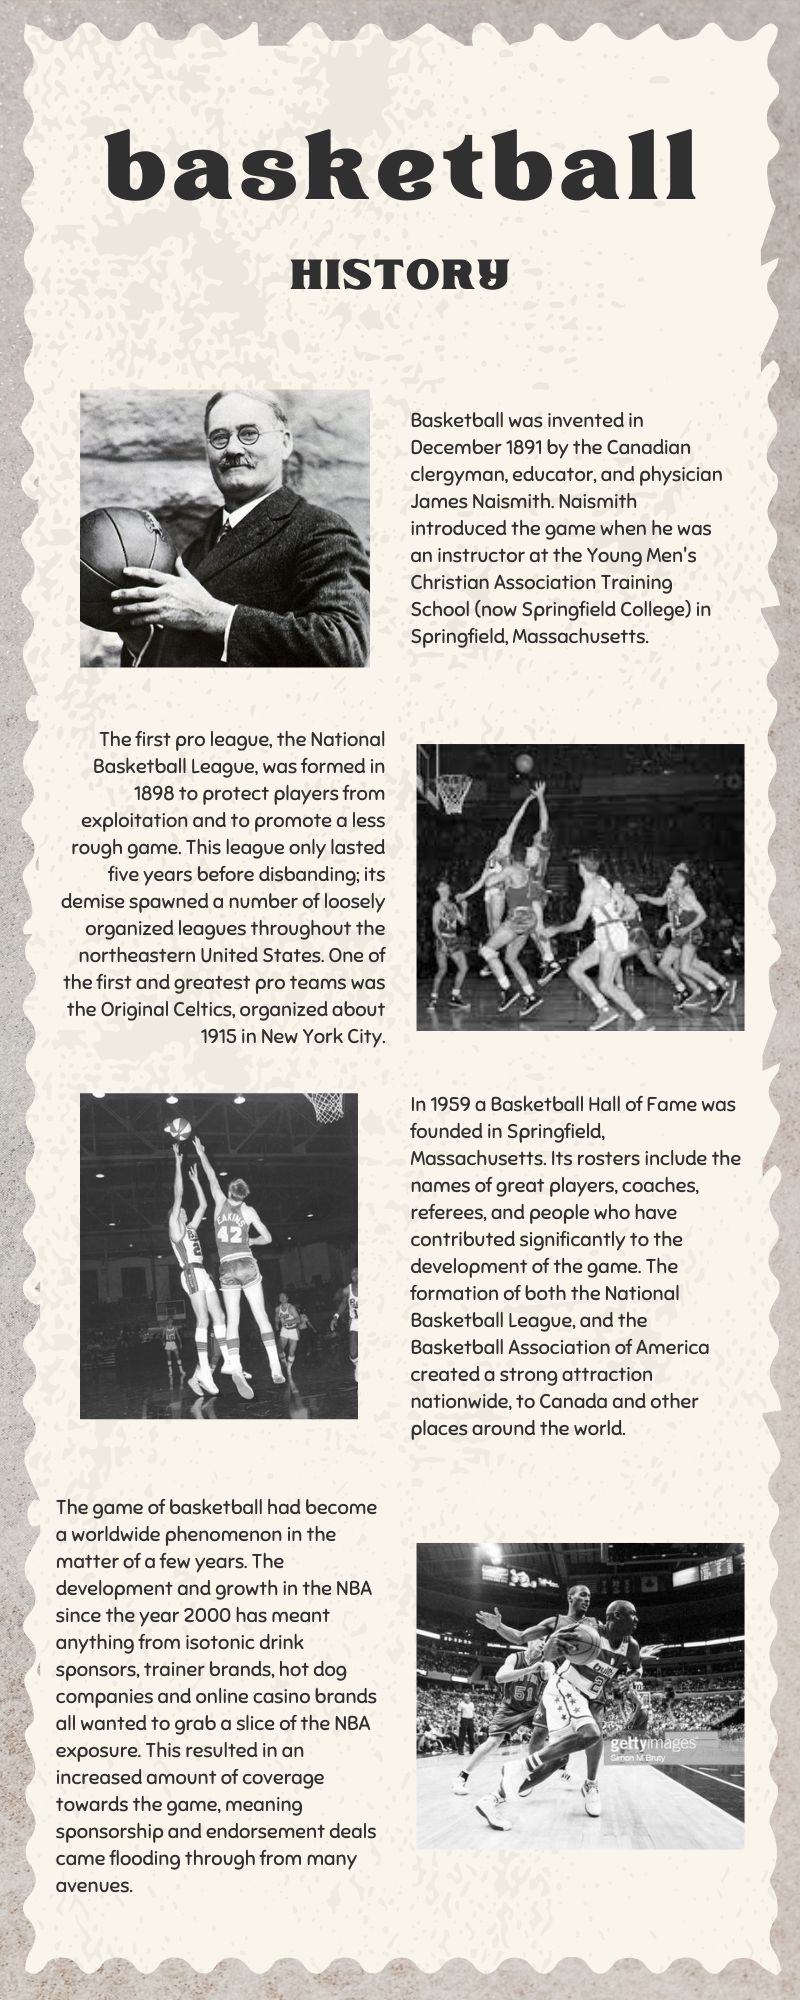 basketball
HISTORY
Basketball was invented in
December 1891 by the Canadian
clergyman, educator, and physician
James Naismith. Naismith
introduced the game when he was
an instructor at the Young Men's
Christian Association Training
School (now Springfield College) in
Springfield, Massachusetts.
The first pro league, the National
Basketball League, was formed in
1898 to protect players from
exploitation and to promote a less
rough game. This league only lasted
five years before disbanding; its
demise spawned a number of loosely
organized leagues throughout the
northeastern United States. One of
the first and greatest pro teams was
the Original Celtics, organized about
1915 in New York City.
EAKINS
42
In 1959 a Basketball Hall of Fame was
founded in Springfield,
Massachusetts. Its rosters include the
names of great players, coaches,
referees, and people who have
contributed significantly to the
development of the game. The
formation of both the National
Basketball League, and the
Basketball Association of America
created a strong attraction
nationwide, to Canada and other
places around the world.
The game of basketball had become
a worldwide phenomenon in the
matter of a few years. The
development and growth in the NBA
since the year 2000 has meant
anything from isotonic drink
sponsors, trainer brands, hot dog
companies and online casino brands
all wanted to grab a slice of the NBA
exposure. This resulted in an
increased amount of coverage
towards the game, meaning
sponsorship and endorsement deals
came flooding through from many
avenues.
51
gettyimages
Simon M Bruty